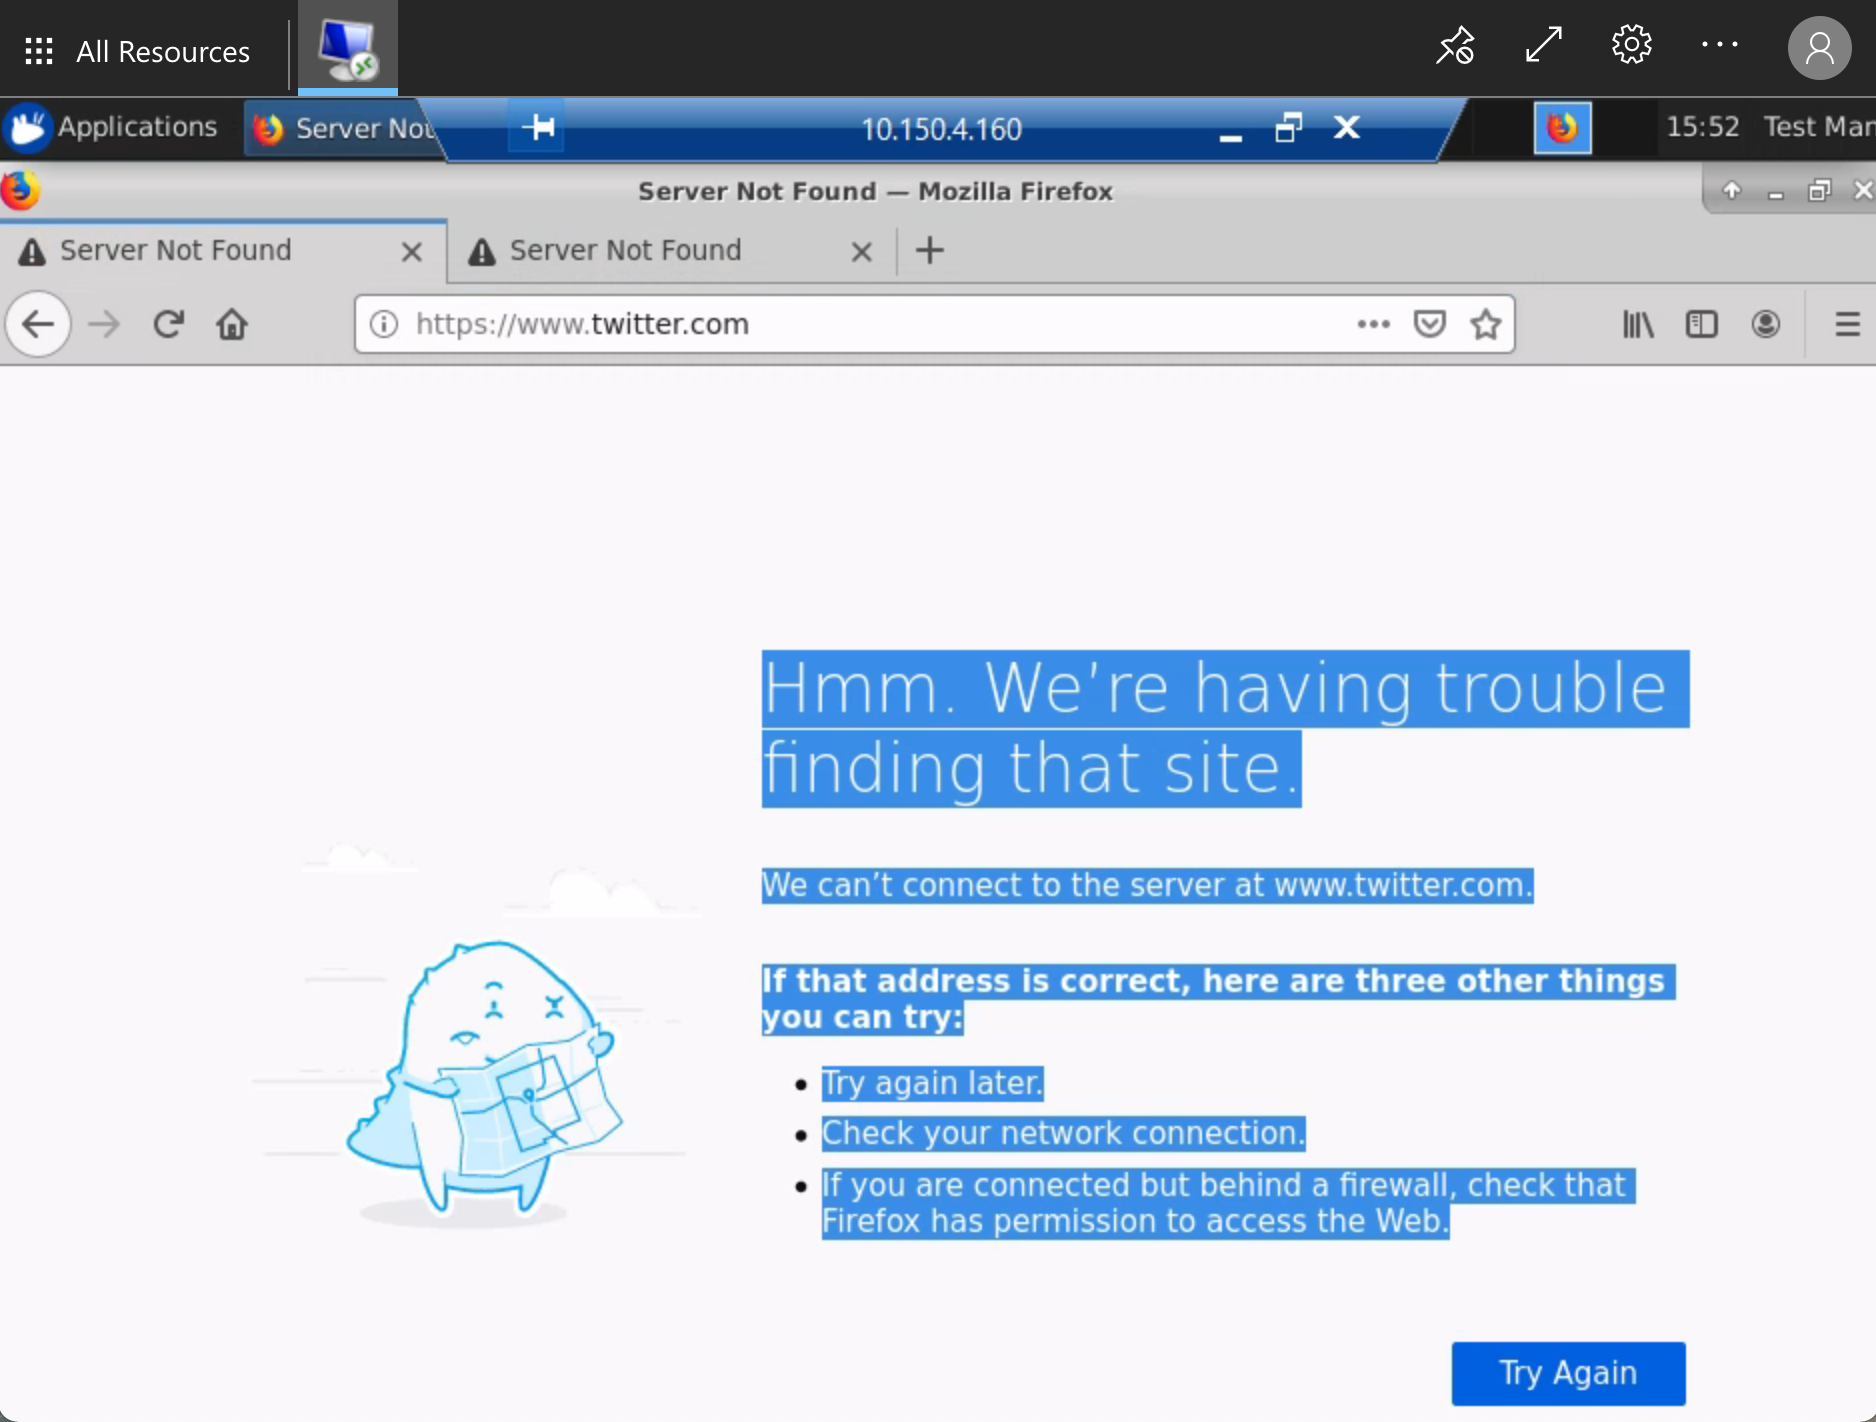 All Resources
Applications
Server Not
10.150.4.160
15:52
Test Man
Server Not Found — Mozilla Firefox
Server Not Found
Server Not Found
https://www.twitter.com
Hmm. We’re having trouble
finding that site.
We can’t connect to the server at www.twitter.com.
If that address is correct, here are three other things
you can try:
Try again later.
Check your network connection.
If you are connected but behind a firewall, check that
Firefox has permission to access the Web.
Try Again